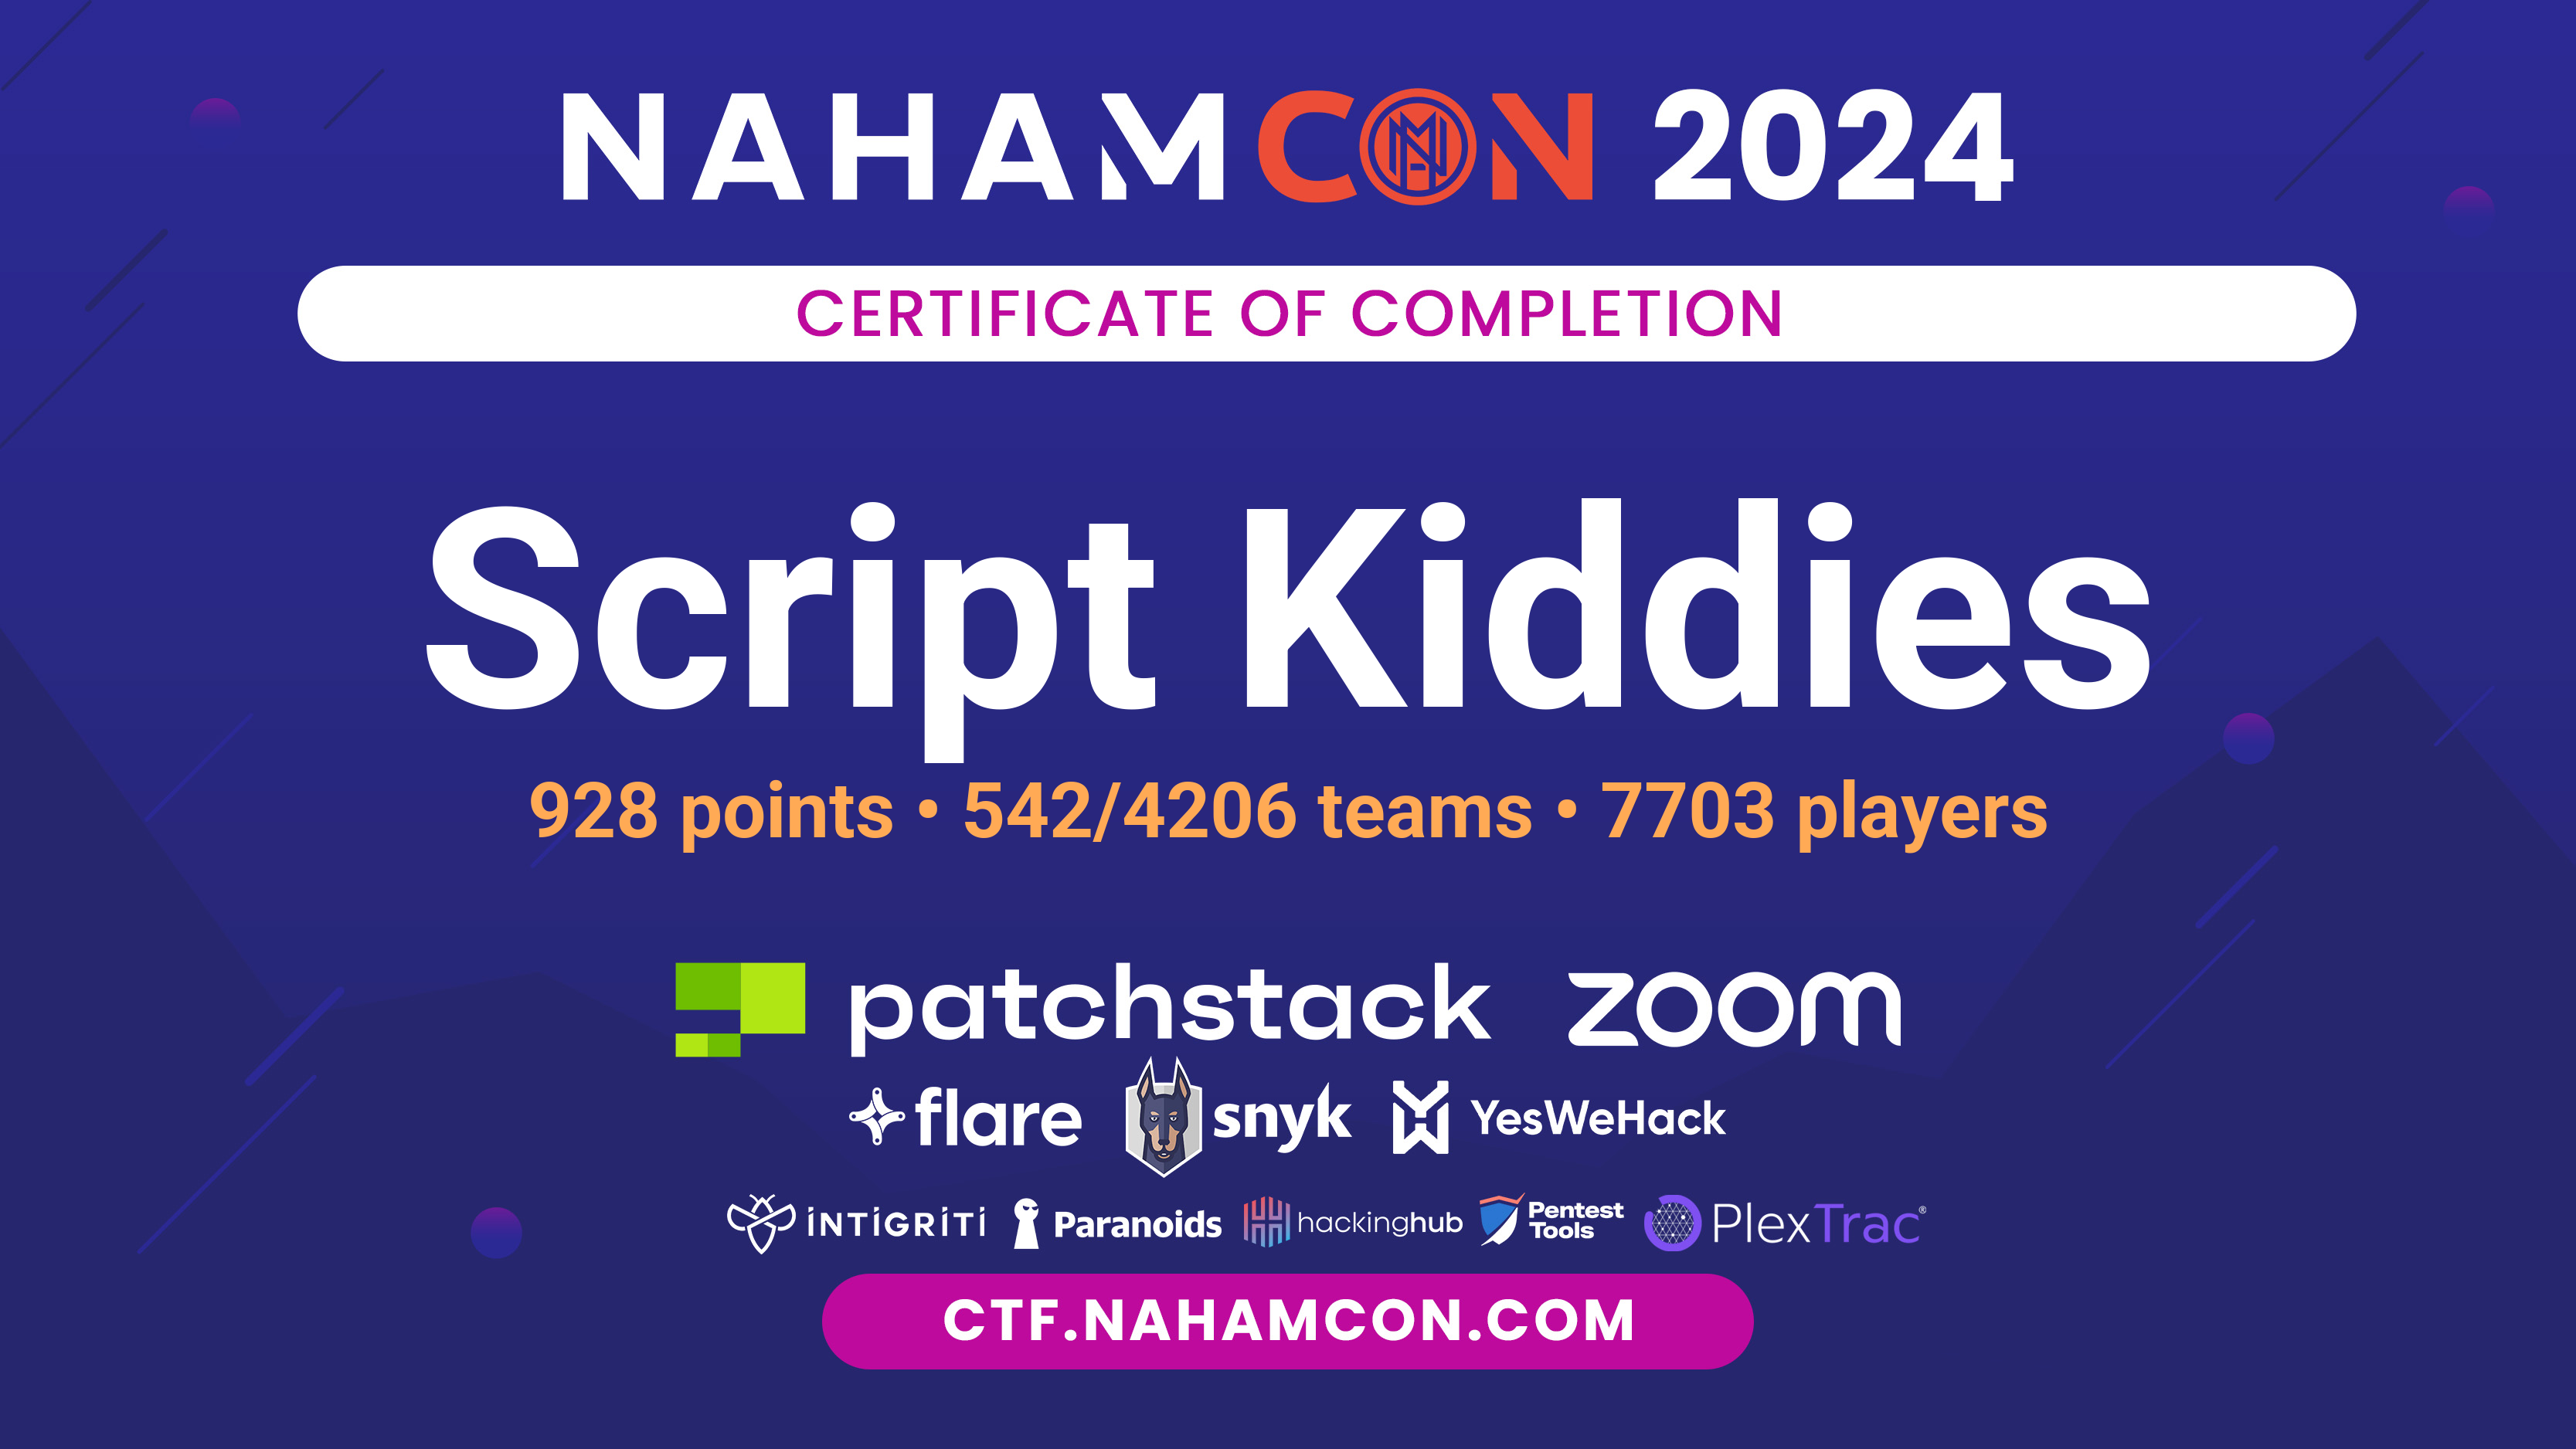 NAHAMCON 2024
CERTIFICATE OF COMPLETION
Script Kiddies
928 points • 542/4206 teams • 7703 players
patchstack zoom
flare snyk YesWeHack
INTIGRITI Paranoids hackinghub Pentest Tools PlexTrac®
CTF.NAHAMCON.COM